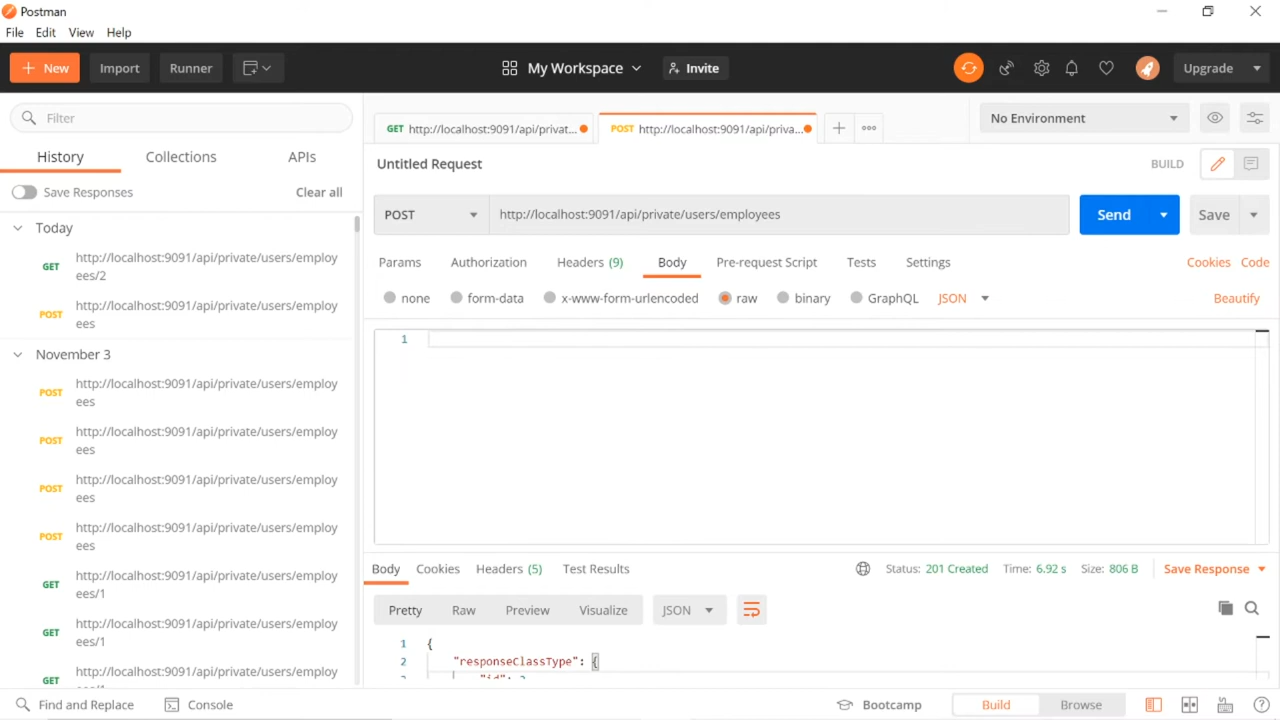 Postman
File Edit View Help
New Import Runner My Workspace Invite Upgrade
Filter
GET http://localhost:9091/api/privat... POST http://localhost:9091/api/priva... No Environment
History Collections APIs
Untitled Request BUILD
Save Responses Clear all
POST http://localhost:9091/api/private/users/employees Send Save
Today
GET http://localhost:9091/api/private/users/employ
ees/2
POST http://localhost:9091/api/private/users/employ
ees
November 3
POST http://localhost:9091/api/private/users/employ
ees
POST http://localhost:9091/api/private/users/employ
ees
POST http://localhost:9091/api/private/users/employ
ees
POST http://localhost:9091/api/private/users/employ
ees
GET http://localhost:9091/api/private/users/employ
ees/1
GET http://localhost:9091/api/private/users/employ
ees/1
GET http://localhost:9091/api/private/users/employ
Params Authorization Headers (9) Body Pre-request Script Tests Settings Cookies Code
none form-data x-www-form-urlencoded raw binary GraphQL JSON Beautify
1
Body Cookies Headers (5) Test Results Status: 201 Created Time: 6.92 s Size: 806 B Save Response
Pretty Raw Preview Visualize JSON
1 {
2 "responseClassType": {
Find and Replace Console Bootcamp Build Browse